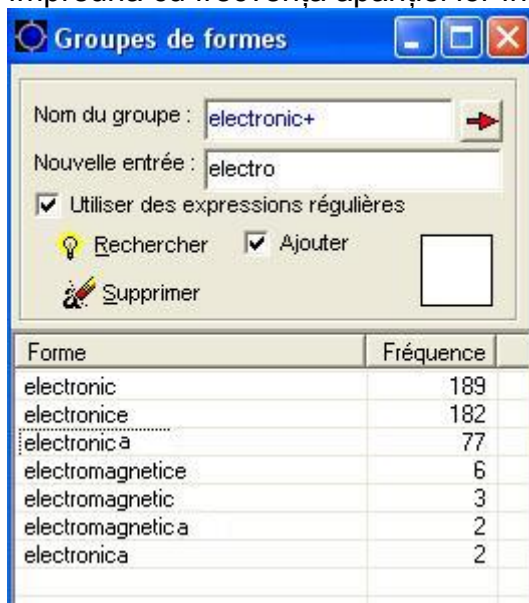 Groupes de formes
Nom du groupe : electronic+
Nouvelle entrée : electro
Utiliser des expressions régulières
Rechercher Ajouter
Supprimer
Forme Fréquence
electronic 189
electronice 182
electronica 77
electromagnetice 6
electromagnetic 3
electromagnetica 2
electronica 2